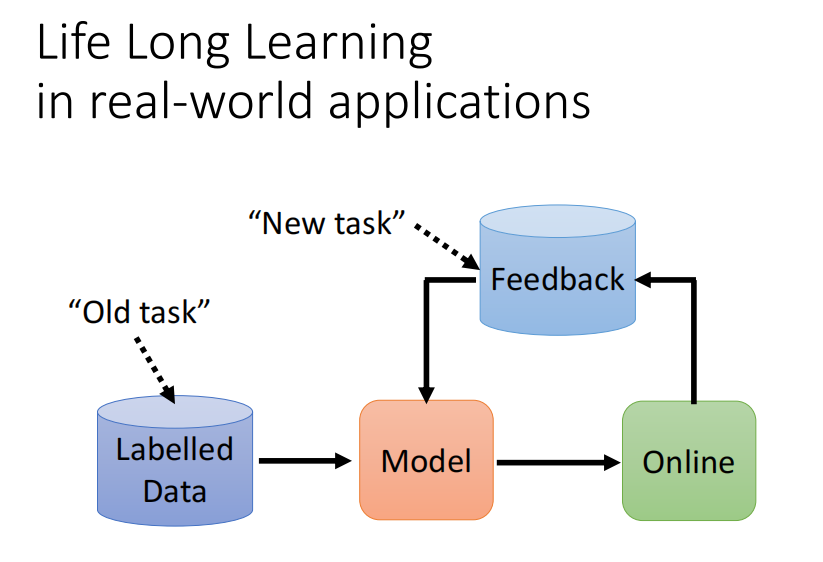 Life Long Learning
in real-world applications
“New task”
Feedback
“Old task”
Labelled
Data
Model
Online